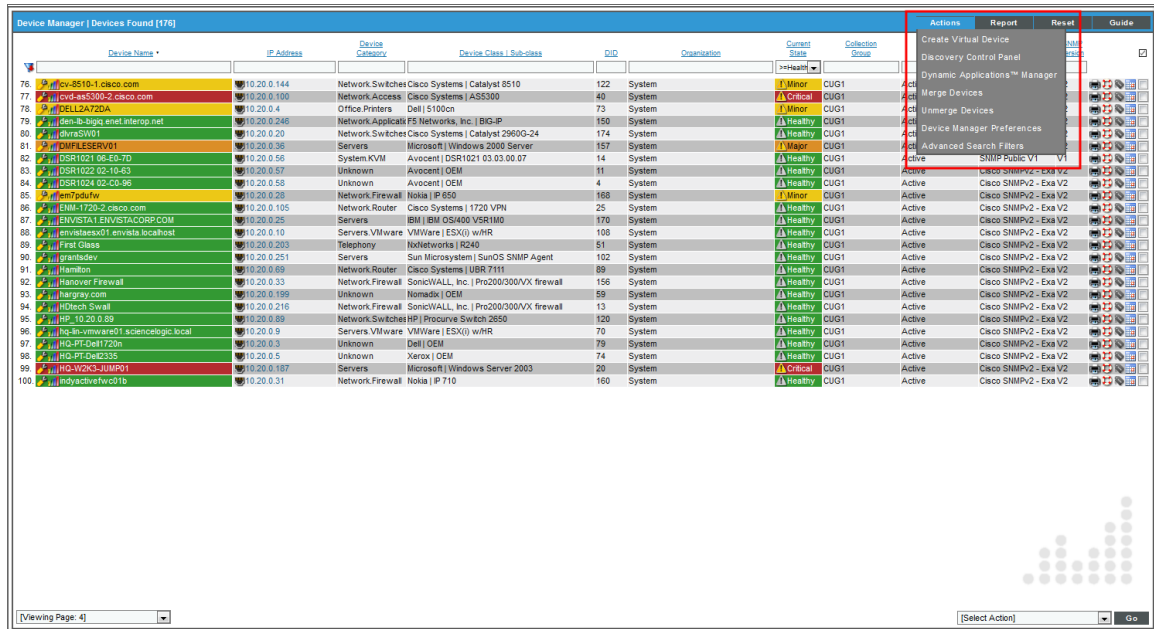 Device Manager | Devices Found [176]
Actions Report Reset Guide
Create Virtual Device
Discovery Control Panel
Dynamic Applications™ Manager
Merge Devices
Unmerge Devices
Device Manager Preferences
Advanced Search Filters
Device Name • IP Address Device Category Device Class | Sub-class DID Organization Current State Collection Group
>=Health
76. cv-8510-1.cisco.com 10.20.0.144 Network.Switches Cisco Systems | Catalyst 8510 122 System Minor CUG1
77. cvd-as5300-2.cisco.com 10.20.0.100 Network.Access Cisco Systems | AS5300 40 System Critical CUG1
78. DELL2A72DA 10.20.0.4 Office.Printers Dell | 5100cn 73 System Minor CUG1
79. den-lb-bigiq.enet.interop.net 10.20.0.246 Network.Applicatic F5 Networks, Inc. | BIG-IP 150 System Healthy CUG1
80. dlvraSW01 10.20.0.20 Network.Switches Cisco Systems | Catalyst 2960G-24 174 System Healthy CUG1
81. DMFILESERV01 10.20.0.36 Servers Microsoft | Windows 2000 Server 157 System Major CUG1
82. DSR1021 06-E0-7D 10.20.0.56 System.KVM Avocent | DSR1021 03.03.00.07 14 System Healthy CUG1 Active SNMP Public V1 V1
83. DSR1022 02-10-63 10.20.0.57 Unknown Avocent | OEM 11 System Healthy CUG1 Active Cisco SNMPv2 - Exa V2
84. DSR1024 02-C0-96 10.20.0.58 Unknown Avocent | OEM 4 System Healthy CUG1 Active Cisco SNMPv2 - Exa V2
85. em7pdufw 10.20.0.28 Network.Firewall Nokia | IP 650 168 System Minor CUG1 Active Cisco SNMPv2 - Exa V2
86. ENM-1720-2.cisco.com 10.20.0.105 Network.Router Cisco Systems | 1720 VPN 25 System Healthy CUG1 Active Cisco SNMPv2 - Exa V2
87. ENVISTA1.ENVISTACORP.COM 10.20.0.25 Servers IBM | IBM OS/400 V5R1M0 170 System Healthy CUG1 Active Cisco SNMPv2 - Exa V2
88. envistaesx01.envista.localhost 10.20.0.10 Servers.VMware VMWare | ESX(i) w/HR 108 System Healthy CUG1 Active Cisco SNMPv2 - Exa V2
89. First Glass 10.20.0.203 Telephony NxNetworks | R240 51 System Healthy CUG1 Active Cisco SNMPv2 - Exa V2
90. grantsdev 10.20.0.251 Servers Sun Microsystem | SunOS SNMP Agent 102 System Healthy CUG1 Active Cisco SNMPv2 - Exa V2
91. Hamilton 10.20.0.69 Network.Router Cisco Systems | UBR 7111 89 System Healthy CUG1 Active Cisco SNMPv2 - Exa V2
92. Hanover Firewall 10.20.0.33 Network.Firewall SonicWALL, Inc. | Pro200/300/VX firewall 156 System Healthy CUG1 Active Cisco SNMPv2 - Exa V2
93. hargray.com 10.20.0.199 Unknown Nomadix | OEM 59 System Healthy CUG1 Active Cisco SNMPv2 - Exa V2
94. HDtech Swall 10.20.0.216 Network.Firewall SonicWALL, Inc. | Pro200/300/VX firewall 13 System Healthy CUG1 Active Cisco SNMPv2 - Exa V2
95. HP_10.20.0.89 10.20.0.89 Network.Switches HP | Procurve Switch 2650 120 System Healthy CUG1 Active Cisco SNMPv2 - Exa V2
96. hq-lin-vmware01.sciencelogic.local 10.20.0.9 Servers.VMware VMWare | ESX(i) w/HR 70 System Healthy CUG1 Active Cisco SNMPv2 - Exa V2
97. HQ-PT-Dell1720n 10.20.0.3 Unknown Dell | OEM 79 System Healthy CUG1 Active Cisco SNMPv2 - Exa V2
98. HQ-PT-Dell2335 10.20.0.5 Unknown Xerox | OEM 74 System Healthy CUG1 Active Cisco SNMPv2 - Exa V2
99. HQ-W2K3-JUMP01 10.20.0.187 Servers Microsoft | Windows Server 2003 20 System Critical CUG1 Active Cisco SNMPv2 - Exa V2
100. indyactivefwc01b 10.20.0.31 Network.Firewall Nokia | IP 710 160 System Healthy CUG1 Active Cisco SNMPv2 - Exa V2
[Viewing Page: 4] [Select Action] Go